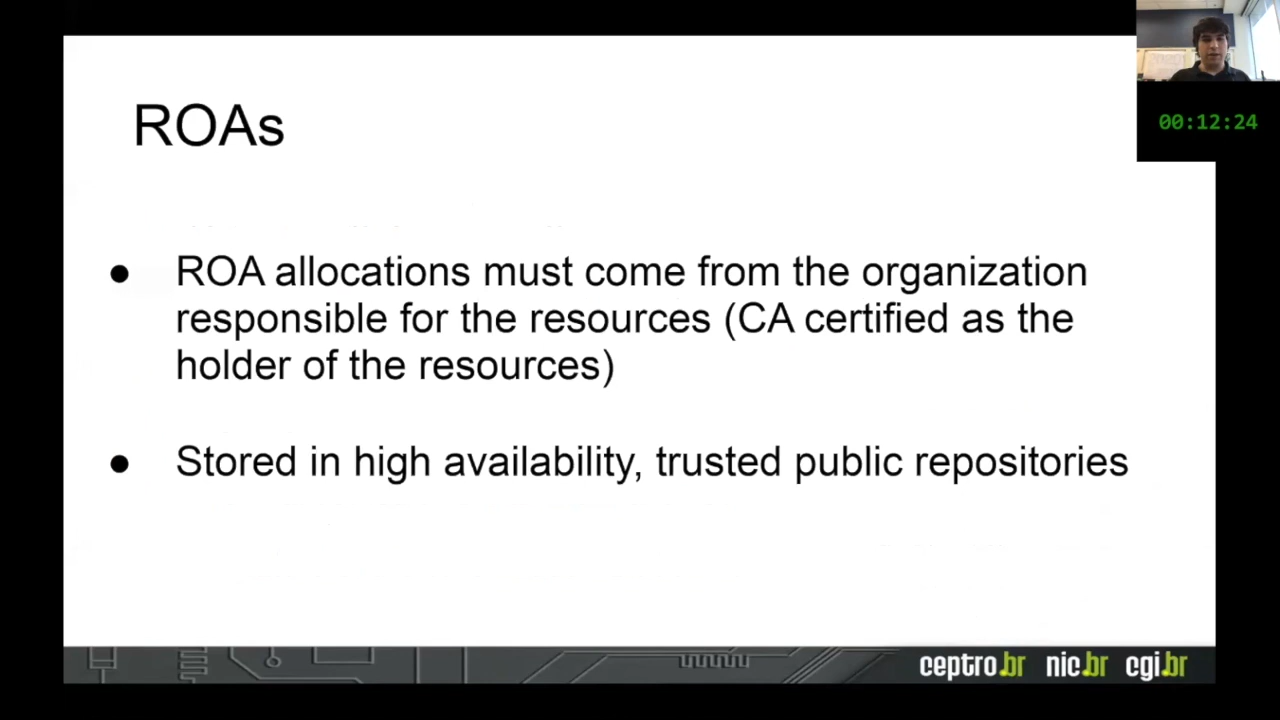 ROAs
00:12:24
● ROA allocations must come from the organization
responsible for the resources (CA certified as the
holder of the resources)
● Stored in high availability, trusted public repositories
ceptro.br nic.br cgi.br